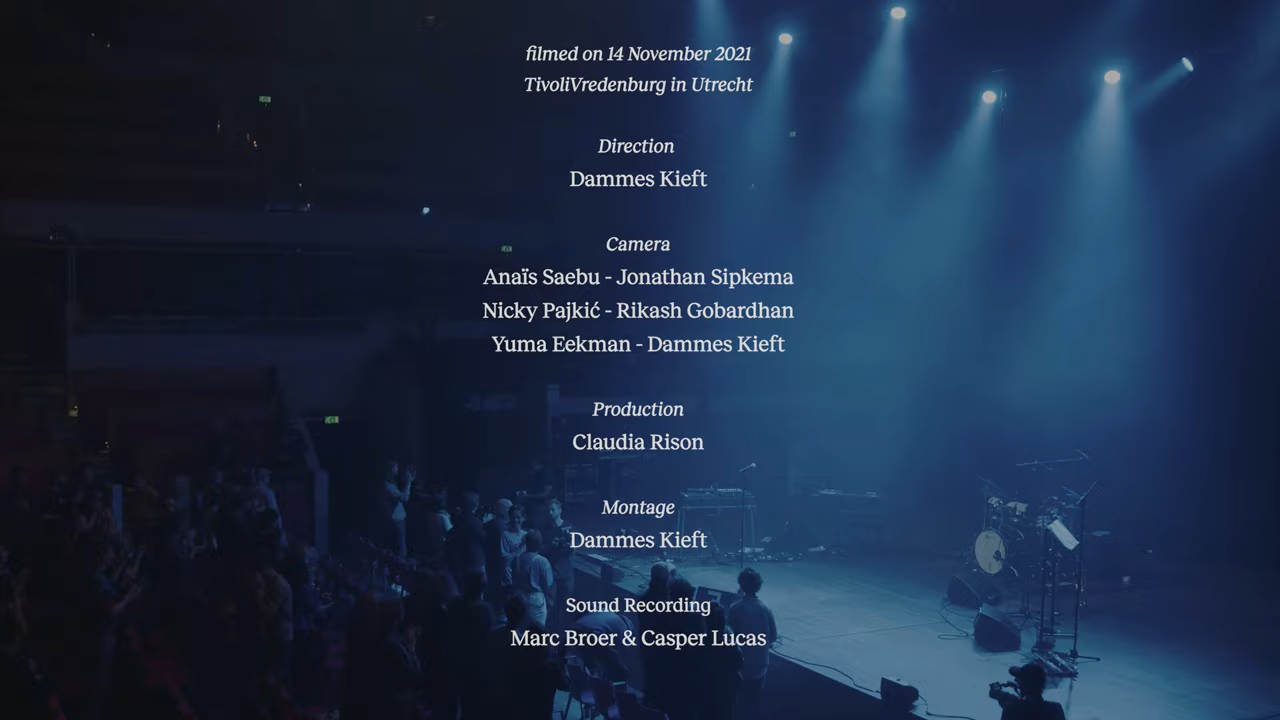 filmed on 14 November 2021
TivoliVredenburg in Utrecht
Direction
Dammes Kieft
Camera
Anaïs Saebu - Jonathan Sipkema
Nicky Pajkić - Rikash Gobardhan
Yuma Eekman - Dammes Kieft
Production
Claudia Rison
Montage
Dammes Kieft
Sound Recording
Marc Broer & Casper Lucas